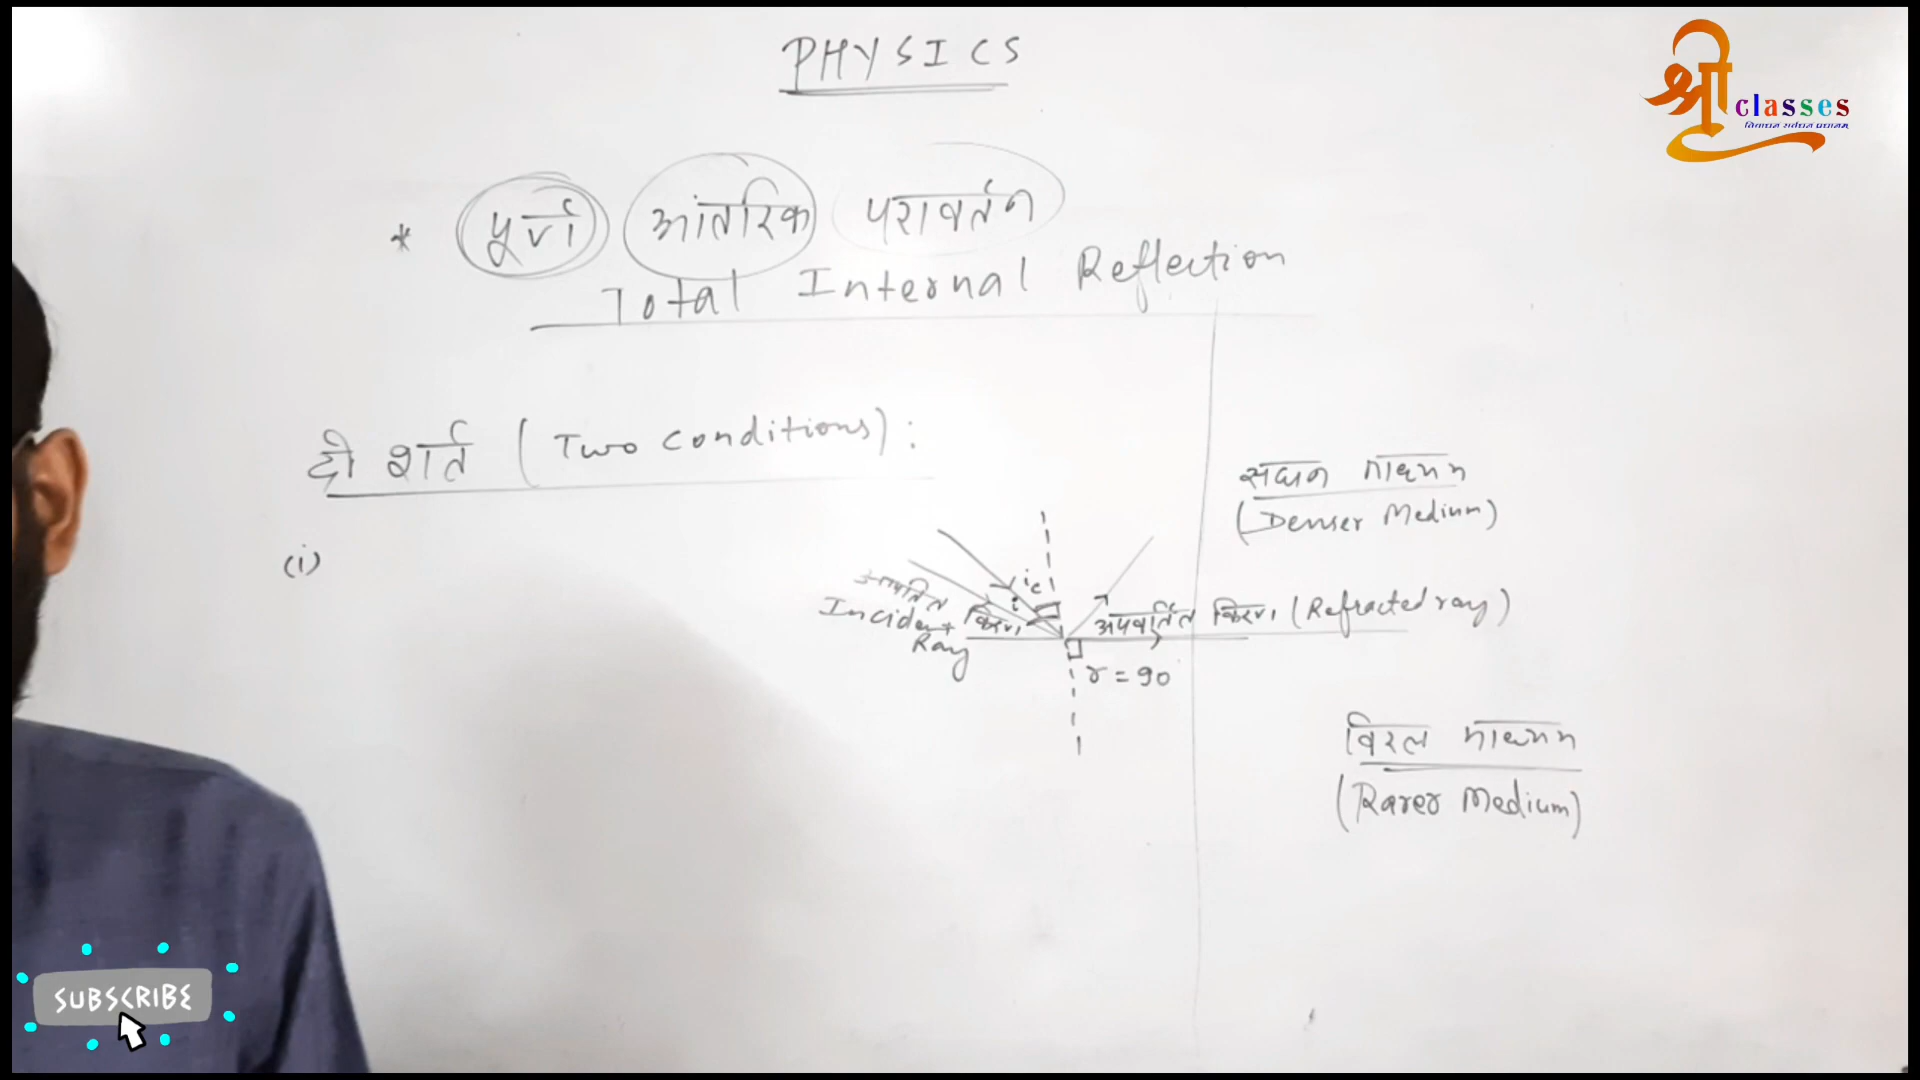 PHYSICS
श्री classes
* पूर्ण आंतरिक परावर्तन
Total Internal Reflection
दो शर्त (Two conditions):
सघन माध्यम
(Denser Medium)
(i)
ic
i
आपतित किरण
Incident Ray
अपवर्तित किरण (Refracted ray)
r = 90
विरल माध्यम
(Rarer Medium)
SUBSCRIBE